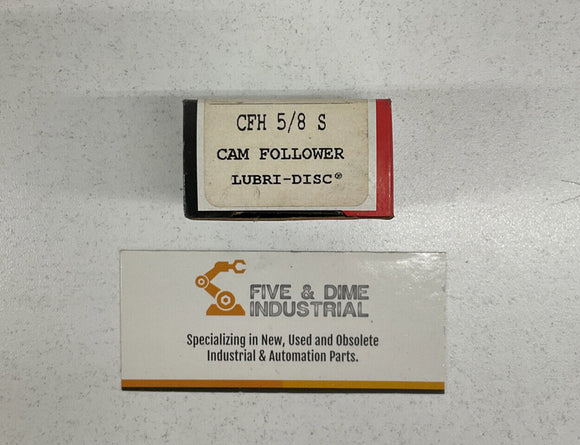 CFH 5/8 S
CAM FOLLOWER
LUBRI-DISC®
FIVE & DIME
INDUSTRIAL
Specializing in New, Used and Obsolete
Industrial & Automation Parts.